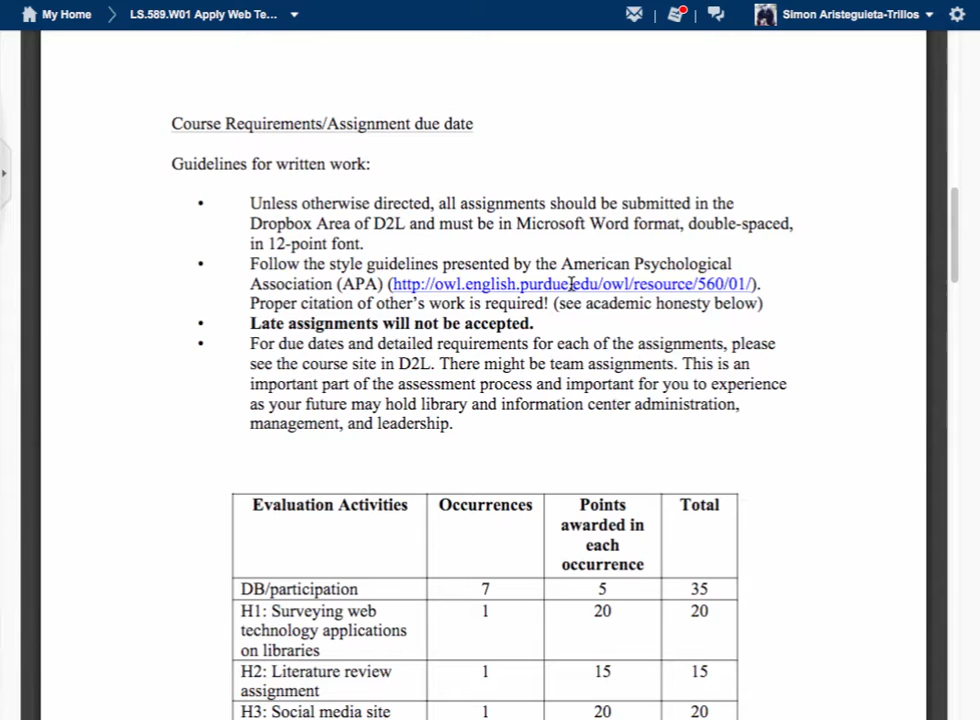 My Home LS.589.W01 Apply Web Te... Simon Aristeguieta-Trillos
Course Requirements/Assignment due date
Guidelines for written work:
• Unless otherwise directed, all assignments should be submitted in the
Dropbox Area of D2L and must be in Microsoft Word format, double-spaced,
in 12-point font.
• Follow the style guidelines presented by the American Psychological
Association (APA) (http://owl.english.purdue.edu/owl/resource/560/01/).
Proper citation of other's work is required! (see academic honesty below)
• Late assignments will not be accepted.
• For due dates and detailed requirements for each of the assignments, please
see the course site in D2L. There might be team assignments. This is an
important part of the assessment process and important for you to experience
as your future may hold library and information center administration,
management, and leadership.
Evaluation Activities Occurrences Points Total
awarded in
each
occurrence
DB/participation 7 5 35
H1: Surveying web 1 20 20
technology applications
on libraries
H2: Literature review 1 15 15
assignment
H3: Social media site 1 20 20